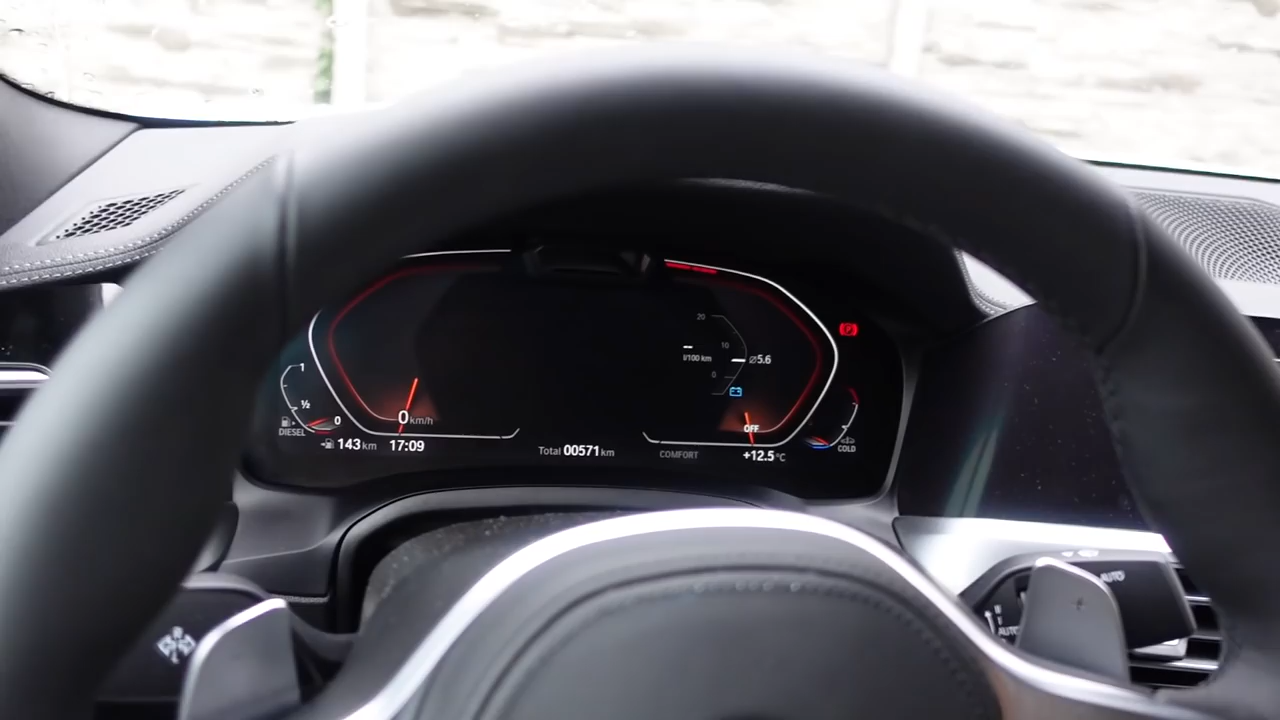 20
10
l/100 km
Ø5.6
0
1
½
0
DIESEL
0 km/h
OFF
143 km
17:09
Total 00571 km
COMFORT
+12.5 °C
COLD
AUTO
AUTO